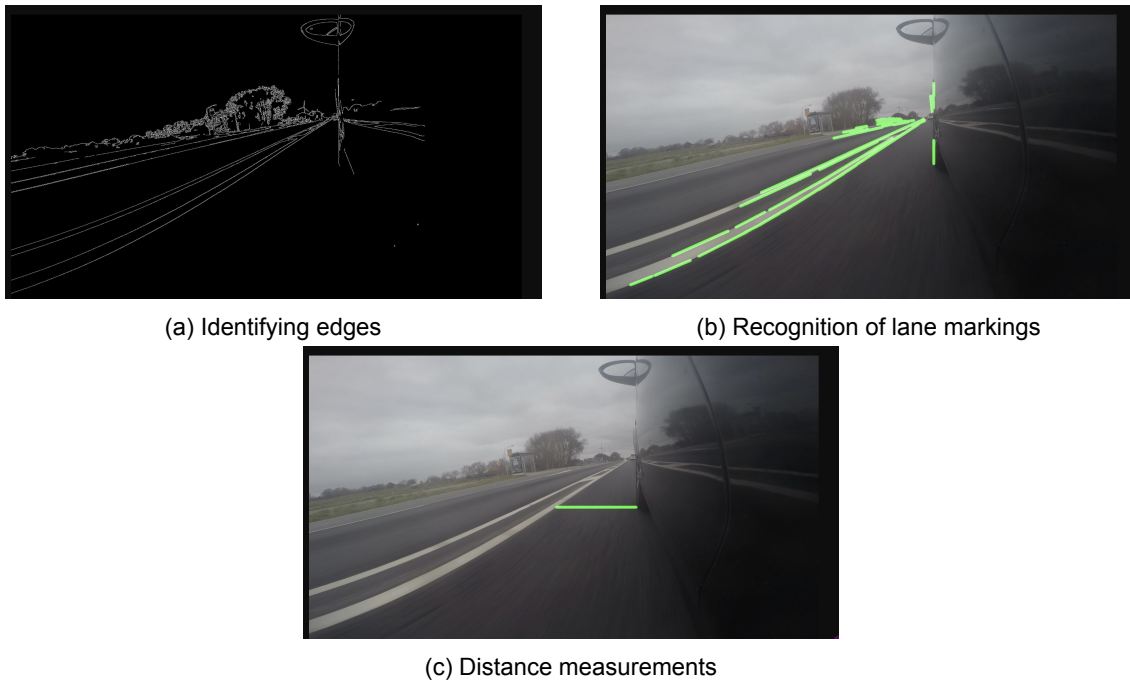 (a) Identifying edges
(b) Recognition of lane markings
(c) Distance measurements